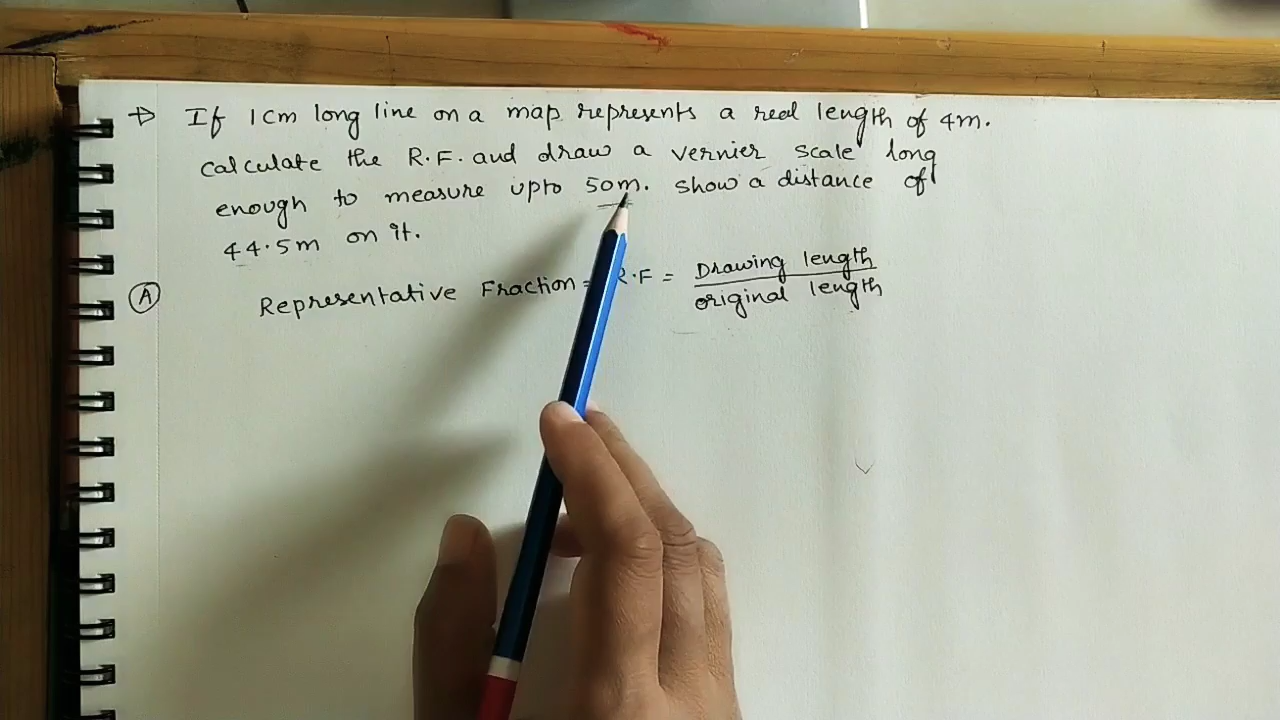 → If 1cm long line on a map represents a real length of 4m.
calculate the R.F. and draw a vernier scale long
enough to measure upto 50m. show a distance of
44.5m on it.
A Representative Fraction = R.F = Drawing length
original length